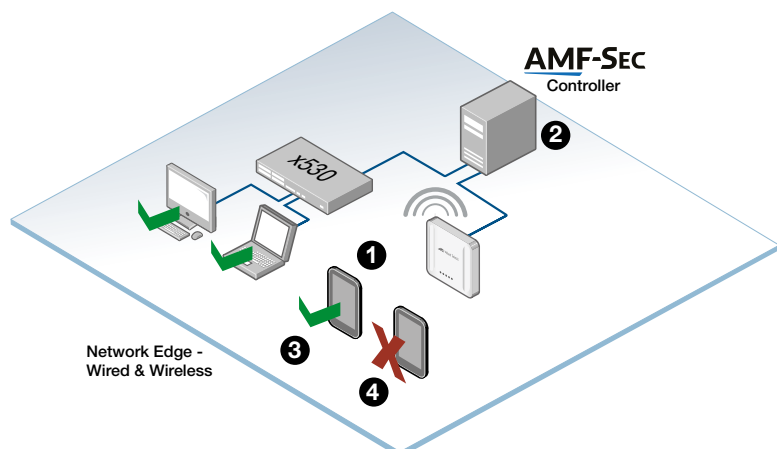 AMF-SEC
Controller
2
x530
1
3
4
Network Edge -
Wired & Wireless